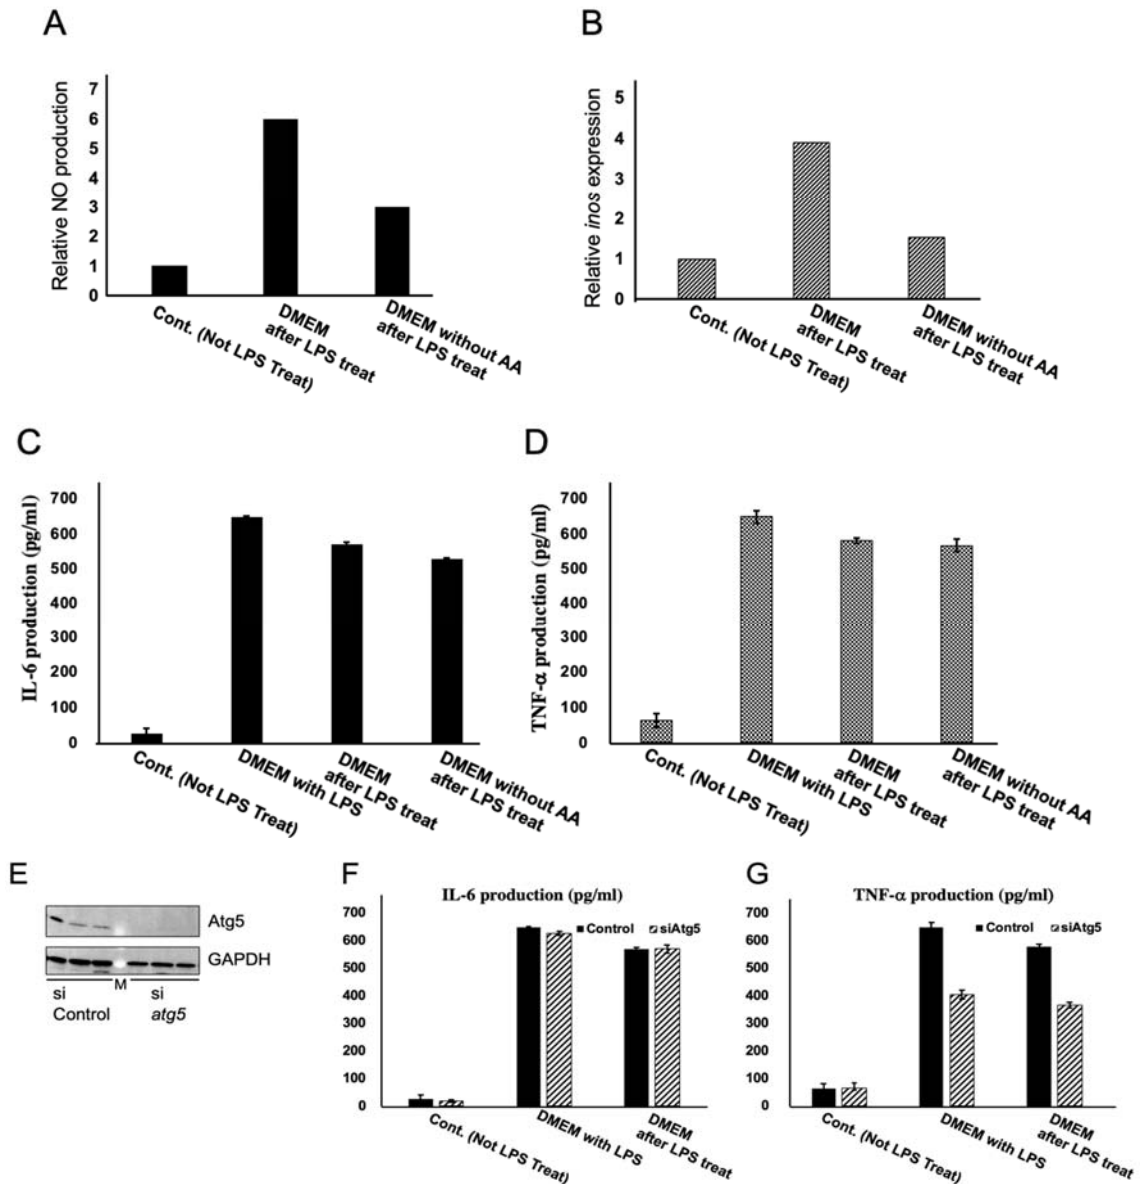 A
Relative NO production
7
6
5
4
3
2
1
0
Cont. (Not LPS Treat)
DMEM
after LPS treat
DMEM without AA
after LPS treat
B
Relative inos expression
5
4
3
2
1
0
Cont. (Not LPS Treat)
DMEM
after LPS treat
DMEM without AA
after LPS treat
C
IL-6 production (pg/ml)
700
600
500
400
300
200
100
0
Cont. (Not LPS Treat)
DMEM with LPS
DMEM
after LPS treat
DMEM without AA
after LPS treat
D
TNF-α production (pg/ml)
700
600
500
400
300
200
100
0
Cont. (Not LPS Treat)
DMEM with LPS
DMEM
after LPS treat
DMEM without AA
after LPS treat
E
Atg5
GAPDH
M
si
Control
si
atg5
F
IL-6 production (pg/ml)
Control
siAtg5
700
600
500
400
300
200
100
0
Cont. (Not LPS Treat)
DMEM with LPS
DMEM
after LPS treat
G
TNF-α production (pg/ml)
Control
siAtg5
700
600
500
400
300
200
100
0
Cont. (Not LPS Treat)
DMEM with LPS
DMEM
after LPS treat